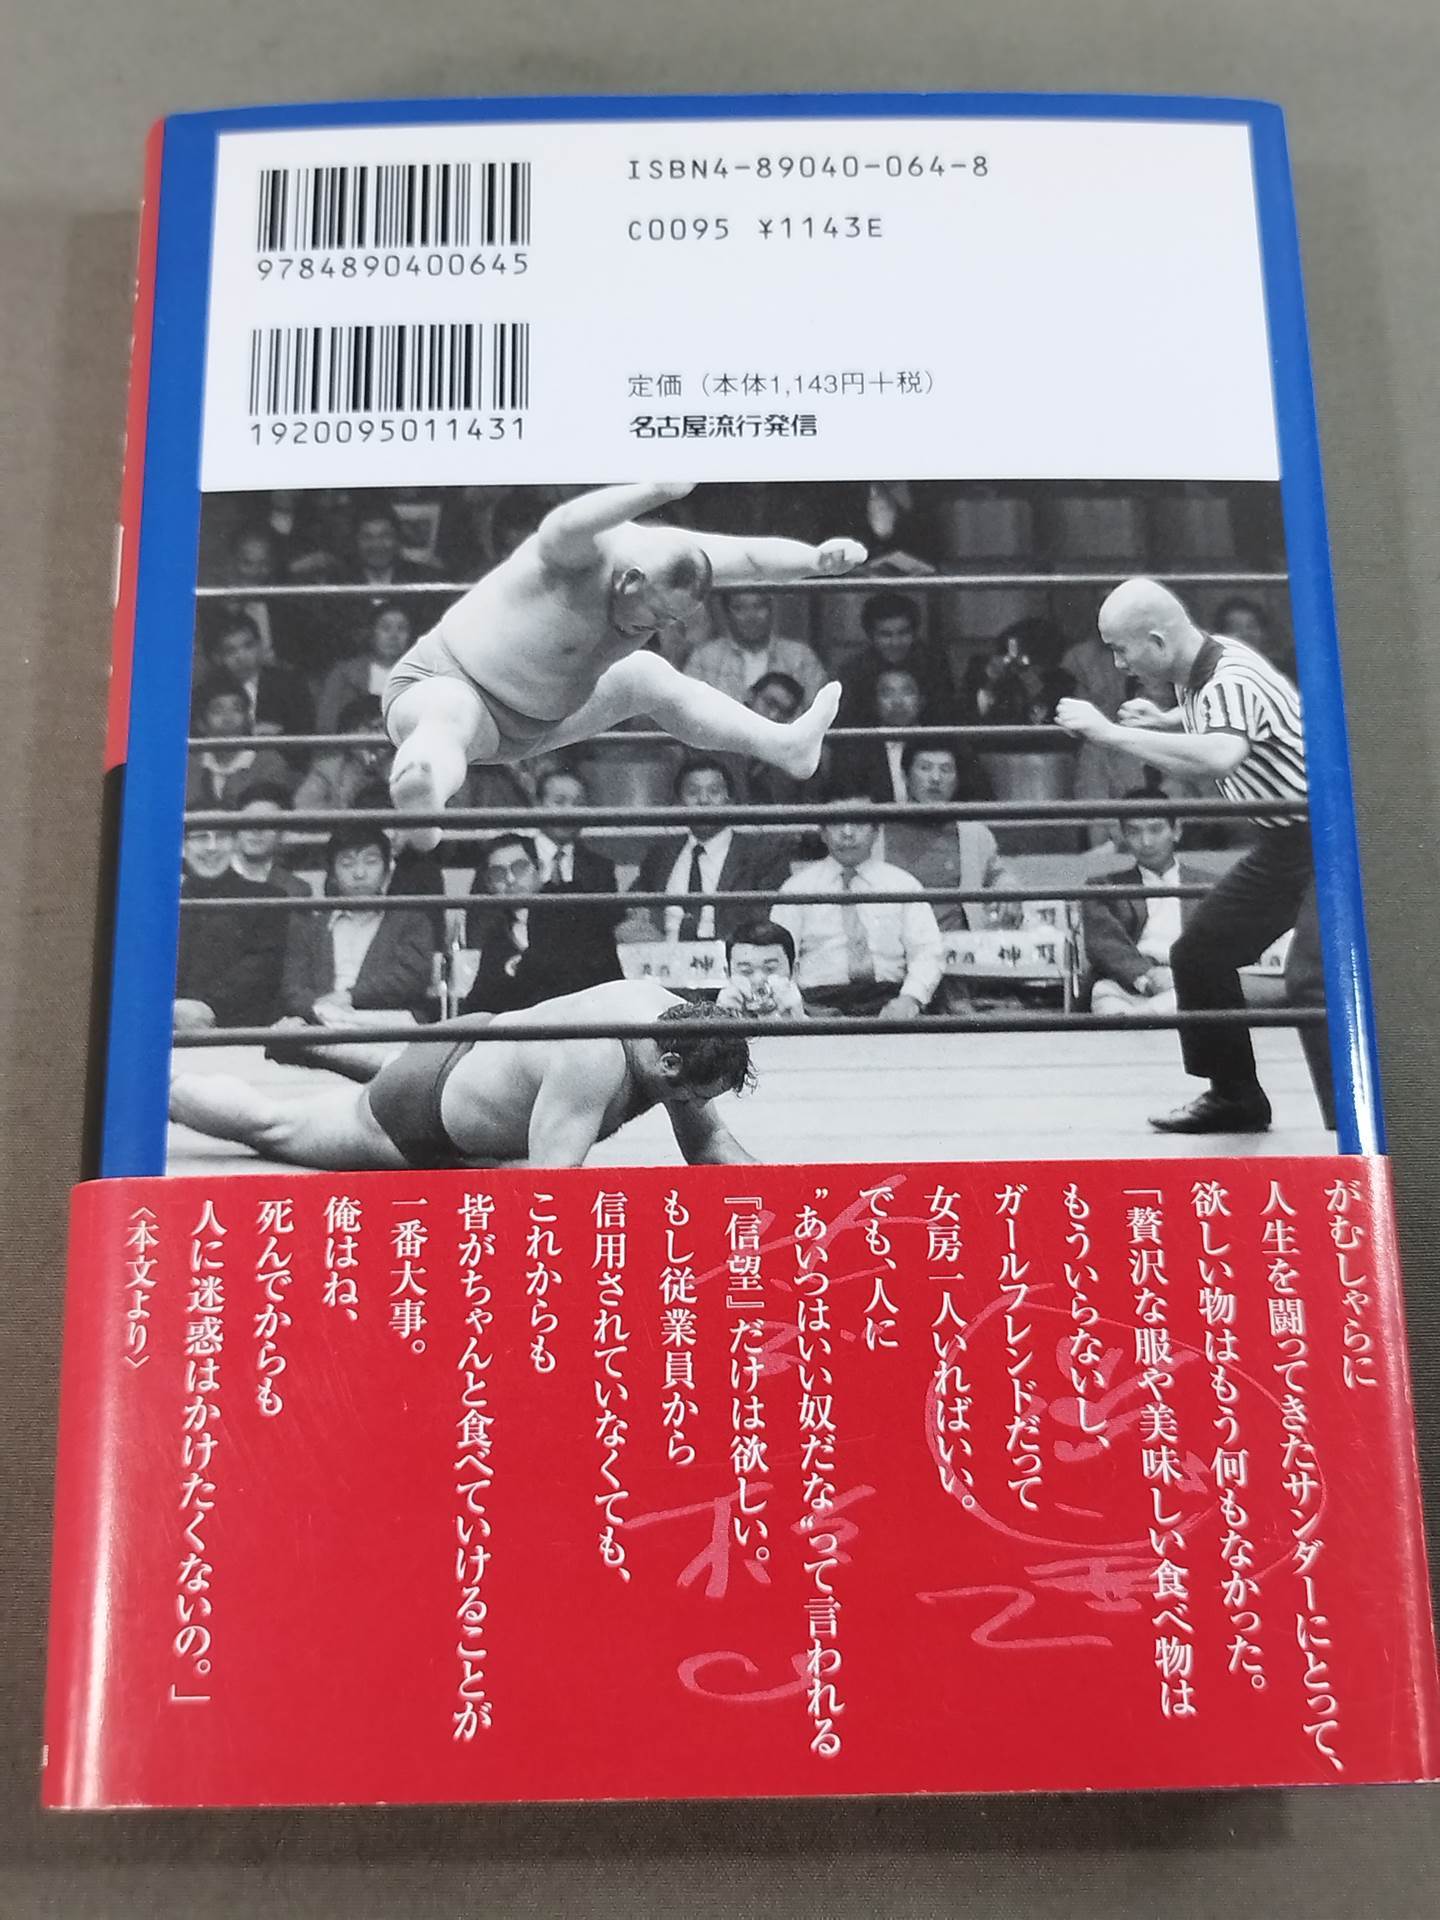 ISBN4-89040-064-8
C0095 ¥1143E
9784890400645
1920095011431
定価（本体1,143円＋税）
名古屋流行発信
がむしゃらに
人生を闘ってきたサンダーにとって、
欲しい物はもう何もなかった。
「贅沢な服や美味しい食べ物は
もういらないし、
ガールフレンドだって
女房一人いればいい。
でも、人に
“あいつはいい奴だな”って言われる
『信望』だけは欲しい。
もし従業員から
信用されていなくても、
これからも
皆がちゃんと食べていけることが
一番大事。
俺はね、
死んでからも
人に迷惑はかけたくないの。」
〈本文より〉